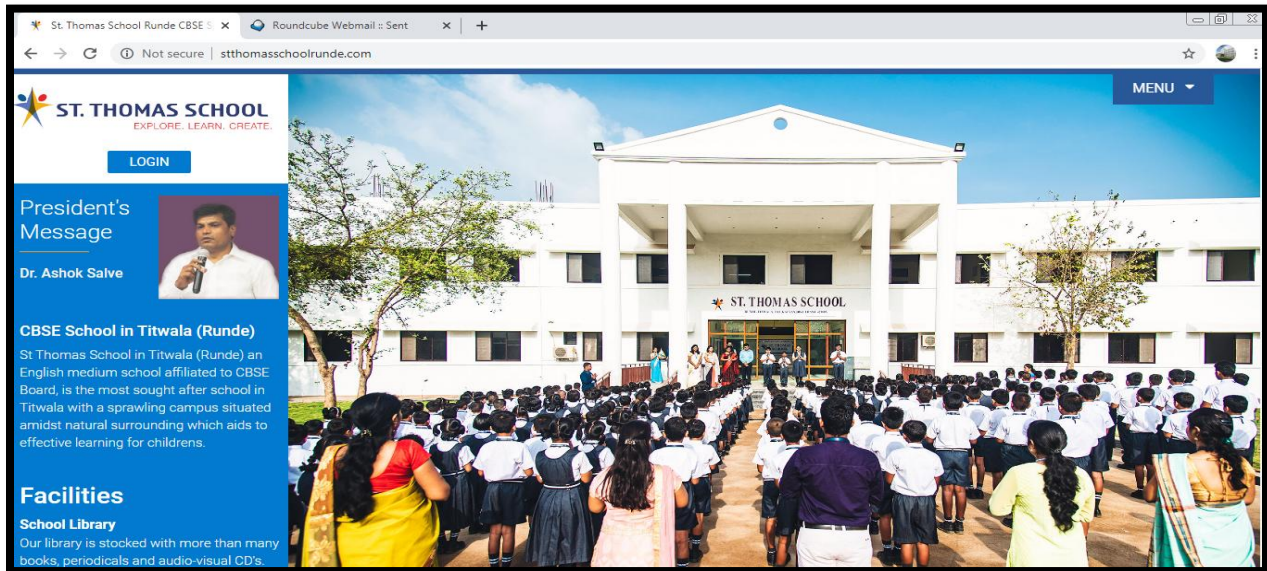 St. Thomas School Runde CBSE S
Roundcube Webmail :: Sent
Not secure | stthomasschoolrunde.com
MENU
ST. THOMAS SCHOOL
EXPLORE. LEARN. CREATE.
LOGIN
President's
Message
Dr. Ashok Salve
CBSE School in Titwala (Runde)
St Thomas School in Titwala (Runde) an
English medium school affiliated to CBSE
Board, is the most sought after school in
Titwala with a sprawling campus situated
amidst natural surrounding which aids to
effective learning for childrens.
Facilities
School Library
Our library is stocked with more than many
books, periodicals and audio-visual CD's.
ST. THOMAS SCHOOL